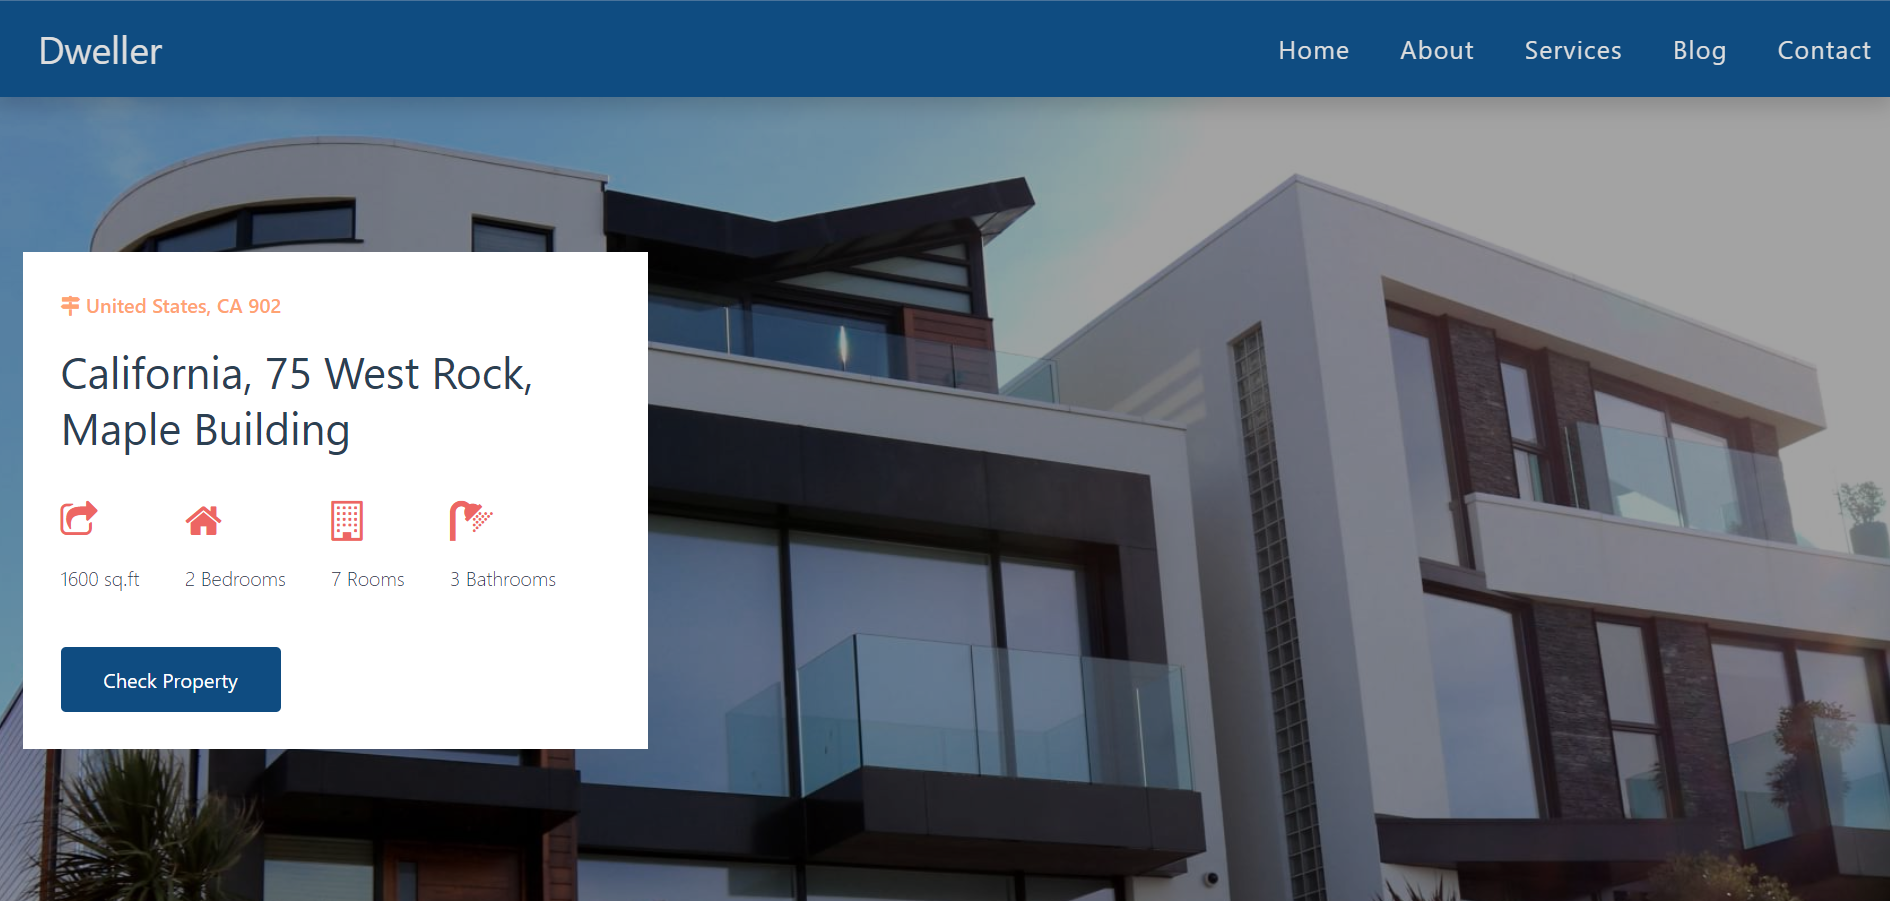 Dweller
Home About Services Blog Contact
United States, CA 902
California, 75 West Rock,
Maple Building
1600 sq.ft 2 Bedrooms 7 Rooms 3 Bathrooms
Check Property